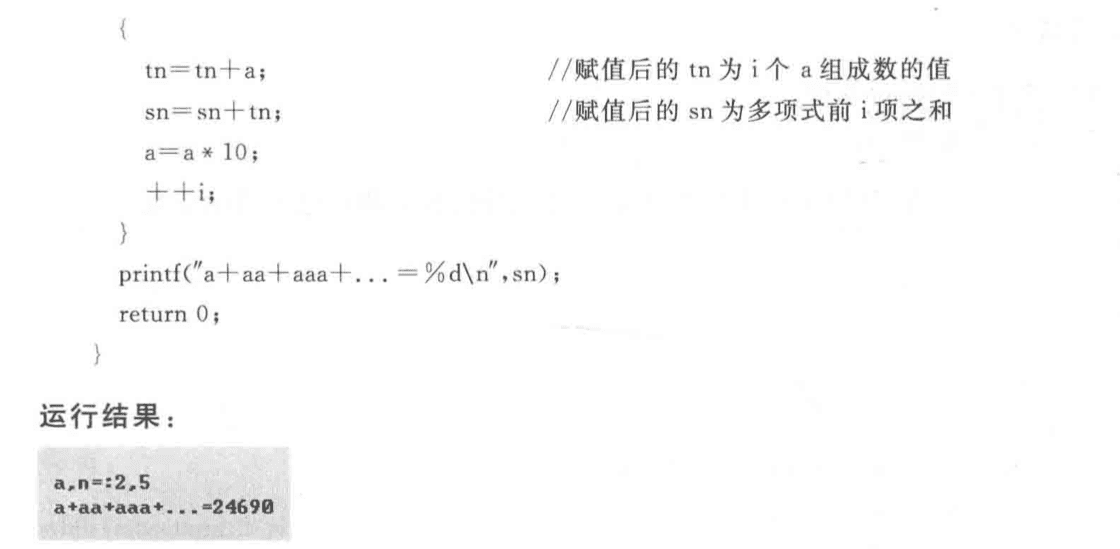 {
tn=tn+a; //赋值后的 tn 为 i 个 a 组成数的值
sn=sn+tn; //赋值后的 sn 为多项式前 i 项之和
a=a * 10;
++i;
}
printf("a+aa+aaa+...=%d\n",sn);
return 0;
}
运行结果：
a,n=:2,5
a+aa+aaa+...=24690